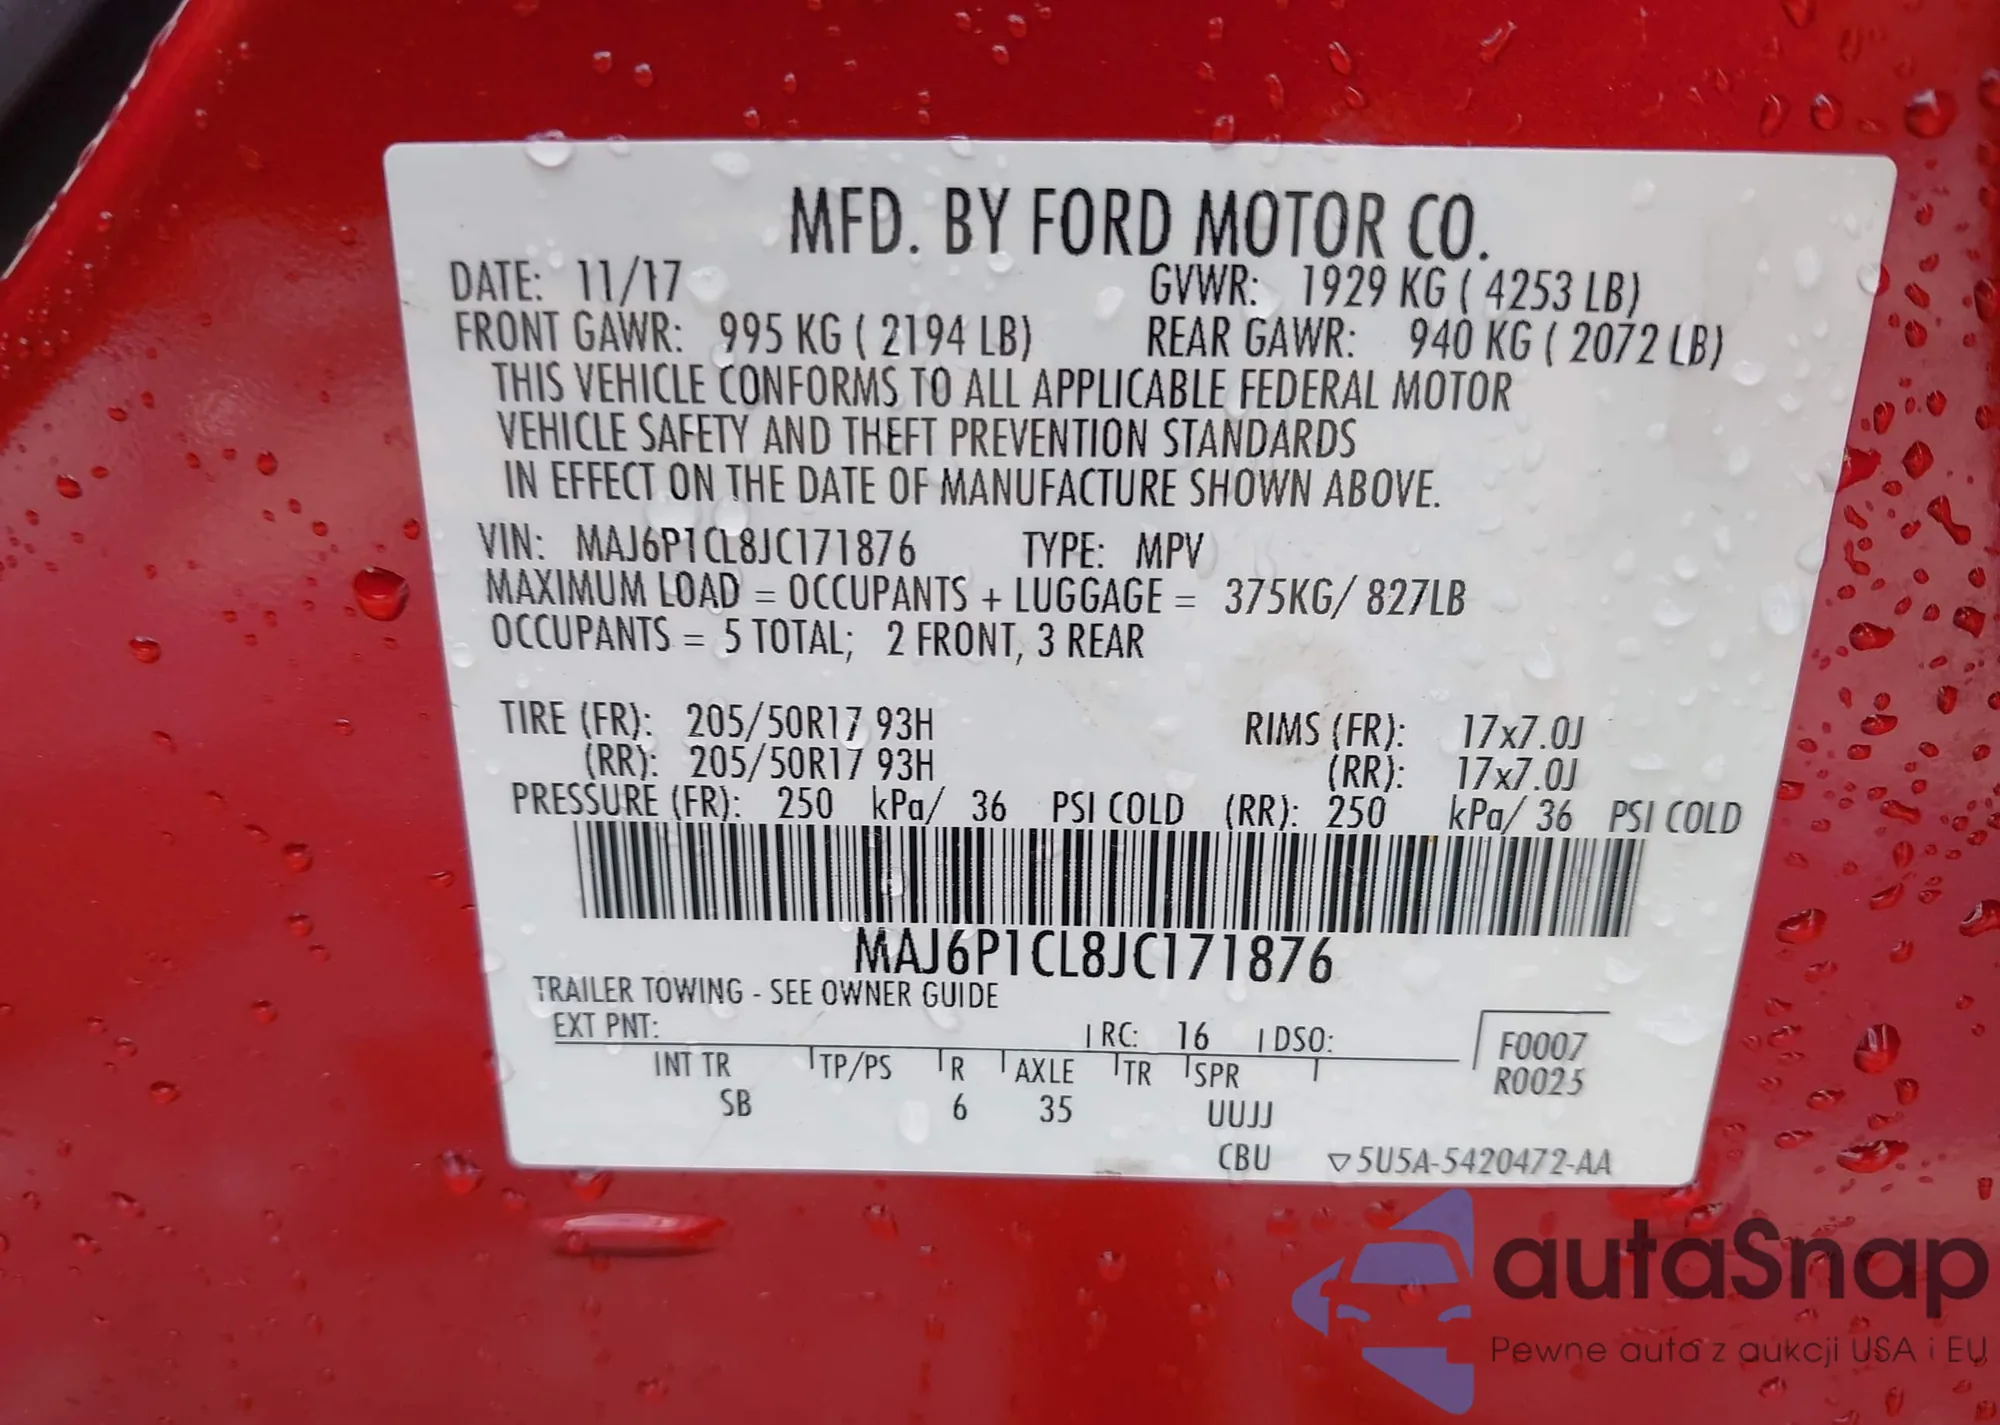 MFD. BY FORD MOTOR CO.
DATE: 11/17 GVWR: 1929 KG ( 4253 LB)
FRONT GAWR: 995 KG ( 2194 LB) REAR GAWR: 940 KG ( 2072 LB)
THIS VEHICLE CONFORMS TO ALL APPLICABLE FEDERAL MOTOR
VEHICLE SAFETY AND THEFT PREVENTION STANDARDS
IN EFFECT ON THE DATE OF MANUFACTURE SHOWN ABOVE.
VIN: MAJ6P1CL8JC171876 TYPE: MPV
MAXIMUM LOAD = OCCUPANTS + LUGGAGE = 375KG/ 827LB
OCCUPANTS = 5 TOTAL; 2 FRONT, 3 REAR
TIRE (FR): 205/50R17 93H RIMS (FR): 17x7.0J
(RR): 205/50R17 93H (RR): 17x7.0J
PRESSURE (FR): 250 kPa/ 36 PSI COLD (RR): 250 kPa/ 36 PSI COLD
MAJ6P1CL8JC171876
TRAILER TOWING - SEE OWNER GUIDE
EXT PNT: RC: 16 DSO: F0007
INT TR TP/PS R AXLE TR SPR R0025
SB 6 35 UUJJ
CBU ▽5U5A-5420472-AA
autaSnap
Pewne auta z aukcji USA i EU